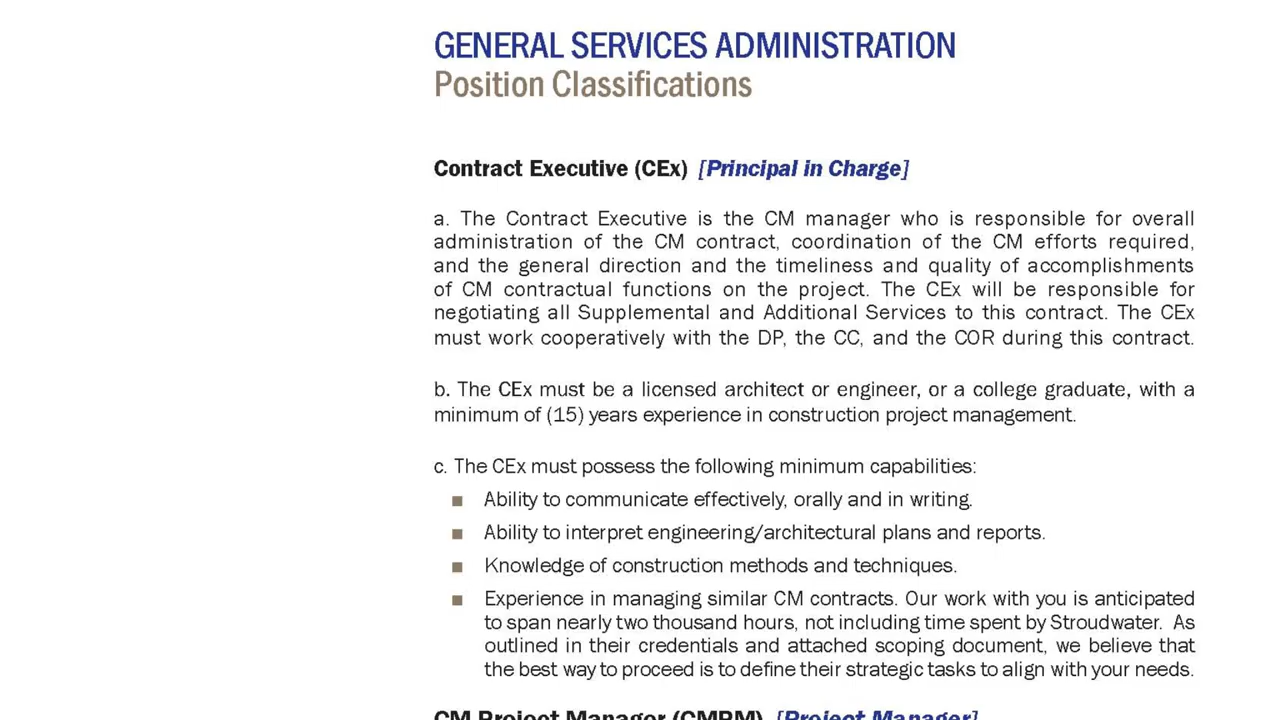 GENERAL SERVICES ADMINISTRATION
Position Classifications
Contract Executive (CEx) [Principal in Charge]
a. The Contract Executive is the CM manager who is responsible for overall
administration of the CM contract, coordination of the CM efforts required,
and the general direction and the timeliness and quality of accomplishments
of CM contractual functions on the project. The CEx will be responsible for
negotiating all Supplemental and Additional Services to this contract. The CEx
must work cooperatively with the DP, the CC, and the COR during this contract.
b. The CEx must be a licensed architect or engineer, or a college graduate, with a
minimum of (15) years experience in construction project management.
c. The CEx must possess the following minimum capabilities:
■ Ability to communicate effectively, orally and in writing.
■ Ability to interpret engineering/architectural plans and reports.
■ Knowledge of construction methods and techniques.
■ Experience in managing similar CM contracts. Our work with you is anticipated
to span nearly two thousand hours, not including time spent by Stroudwater. As
outlined in their credentials and attached scoping document, we believe that
the best way to proceed is to define their strategic tasks to align with your needs.
CM Project Manager (CMPM) [Project Manager]